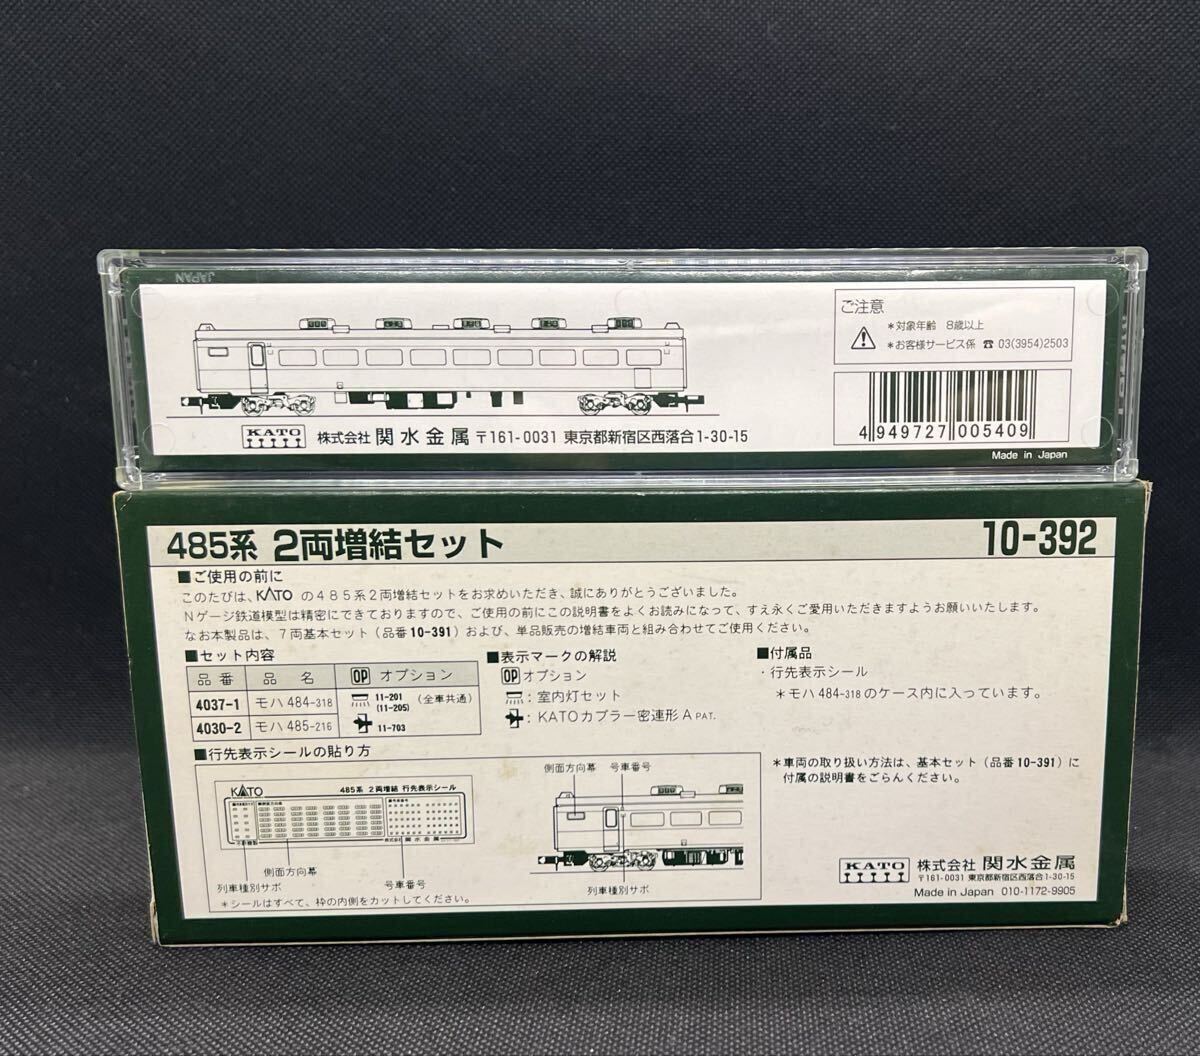 JAPAN
ご注意
＊対象年齢 8歳以上
＊お客様サービス係 ☎ 03(3954)2503
KATO 株式会社 関水金属 〒161-0031 東京都新宿区西落合1-30-15
4 949727 005409
Made in Japan
485系 2両増結セット 10-392
■ご使用の前に
このたびは、KATO の485系2両増結セットをお求めいただき、誠にありがとうございました。
Nゲージ鉄道模型は精密にできておりますので、ご使用の前にこの説明書をよくお読みになって、すえ永くご愛用いただきますようお願いいたします。
なお本製品は、7両基本セット（品番10-391）および、単品販売の増結車両と組み合わせてご使用ください。
■セット内容
品番 品名 OP オプション
4037-1 モハ484-318 11-201 (11-205) （全車共通）
4030-2 モハ485-216 11-703
■表示マークの解説
OP オプション
：室内灯セット
：KATOカプラー密連形A PAT.
■付属品
・行先表示シール
＊モハ484-318のケース内に入っています。
■行先表示シールの貼り方
KATO 485系 2両増結 行先表示シール
株式会社 関水金属
側面方向幕
列車種別サボ
号車番号
＊シールはすべて、枠の内側をカットしてください。
側面方向幕 号車番号
列車種別サボ
＊車両の取り扱い方法は、基本セット（品番10-391）に
付属の説明書をごらんください。
KATO 株式会社 関水金属
〒161-0031 東京都新宿区西落合1-30-15
Made in Japan 010-1172-9905